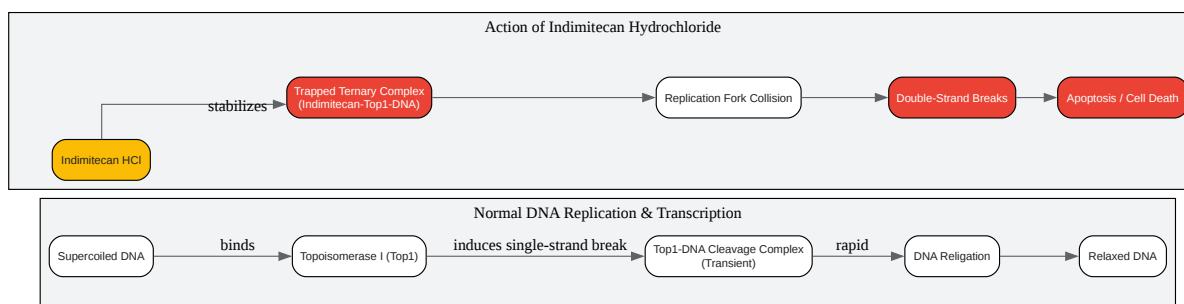 Action of Indimitecan Hydrochloride
Indimitecan HCl
stabilizes
Trapped Ternary Complex
(Indimitecan-Top1-DNA)
Replication Fork Collision
Double-Strand Breaks
Apoptosis / Cell Death
Normal DNA Replication & Transcription
Supercoiled DNA
binds
Topoisomerase I (Top1)
induces single-strand break
Top1-DNA Cleavage Complex
(Transient)
rapid
DNA Religation
Relaxed DNA